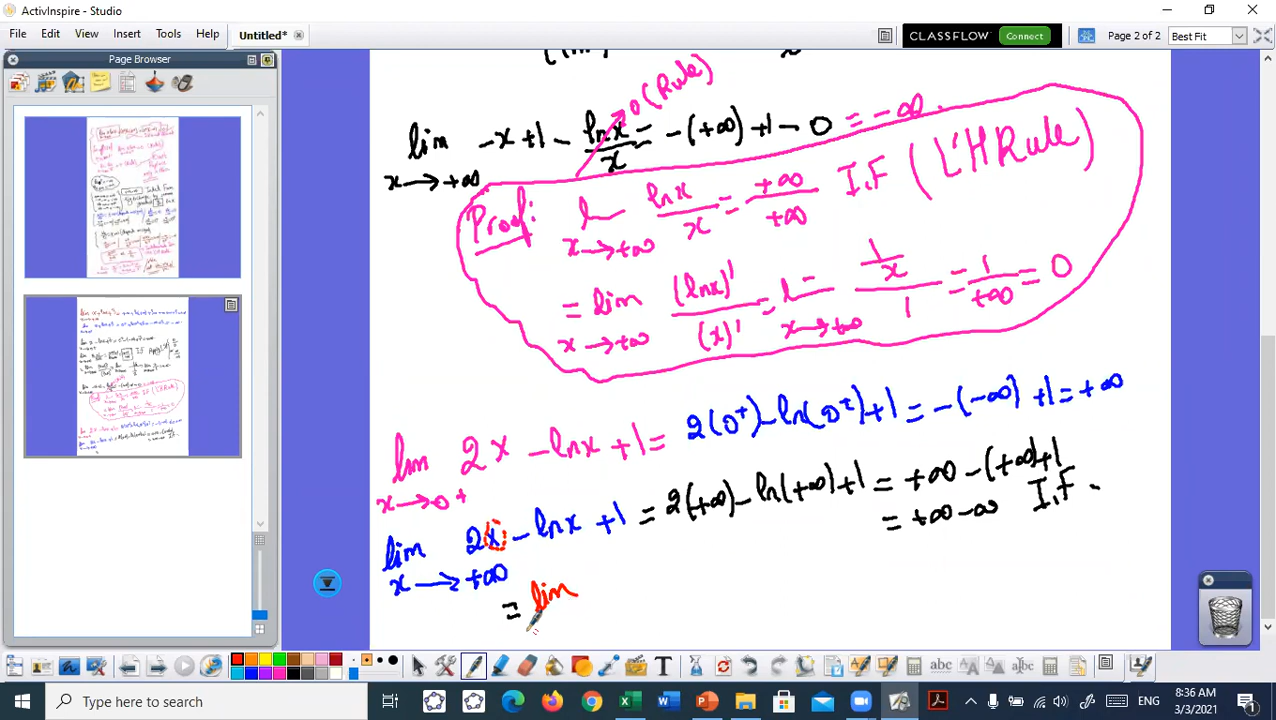 ActivInspire - Studio
File Edit View Insert Tools Help Untitled*
CLASSFLOW Connect
Page 2 of 2 Best Fit
Page Browser
0 (Rule)
lim -x+1 - lnx/x = -(+∞)+1-0 = -∞.
x→+∞
Proof: l— lnx/x = +∞/+∞ I.F (L'H Rule)
x→+∞
= lim (lnx)'/(x)' = l— 1/x/1 = 1/+∞ = 0
x→+∞ x→+∞
lim 2x - lnx + 1 = 2(0⁺) - ln(0⁺) + 1 = -(-∞) + 1 = +∞
x→0+
lim 2x - lnx + 1 = 2(+∞) - ln(+∞) + 1 = +∞ - (+∞)+1
x→+∞ = +∞-∞ I.F.
= lim
Type here to search
ENG
8:36 AM
3/3/2021